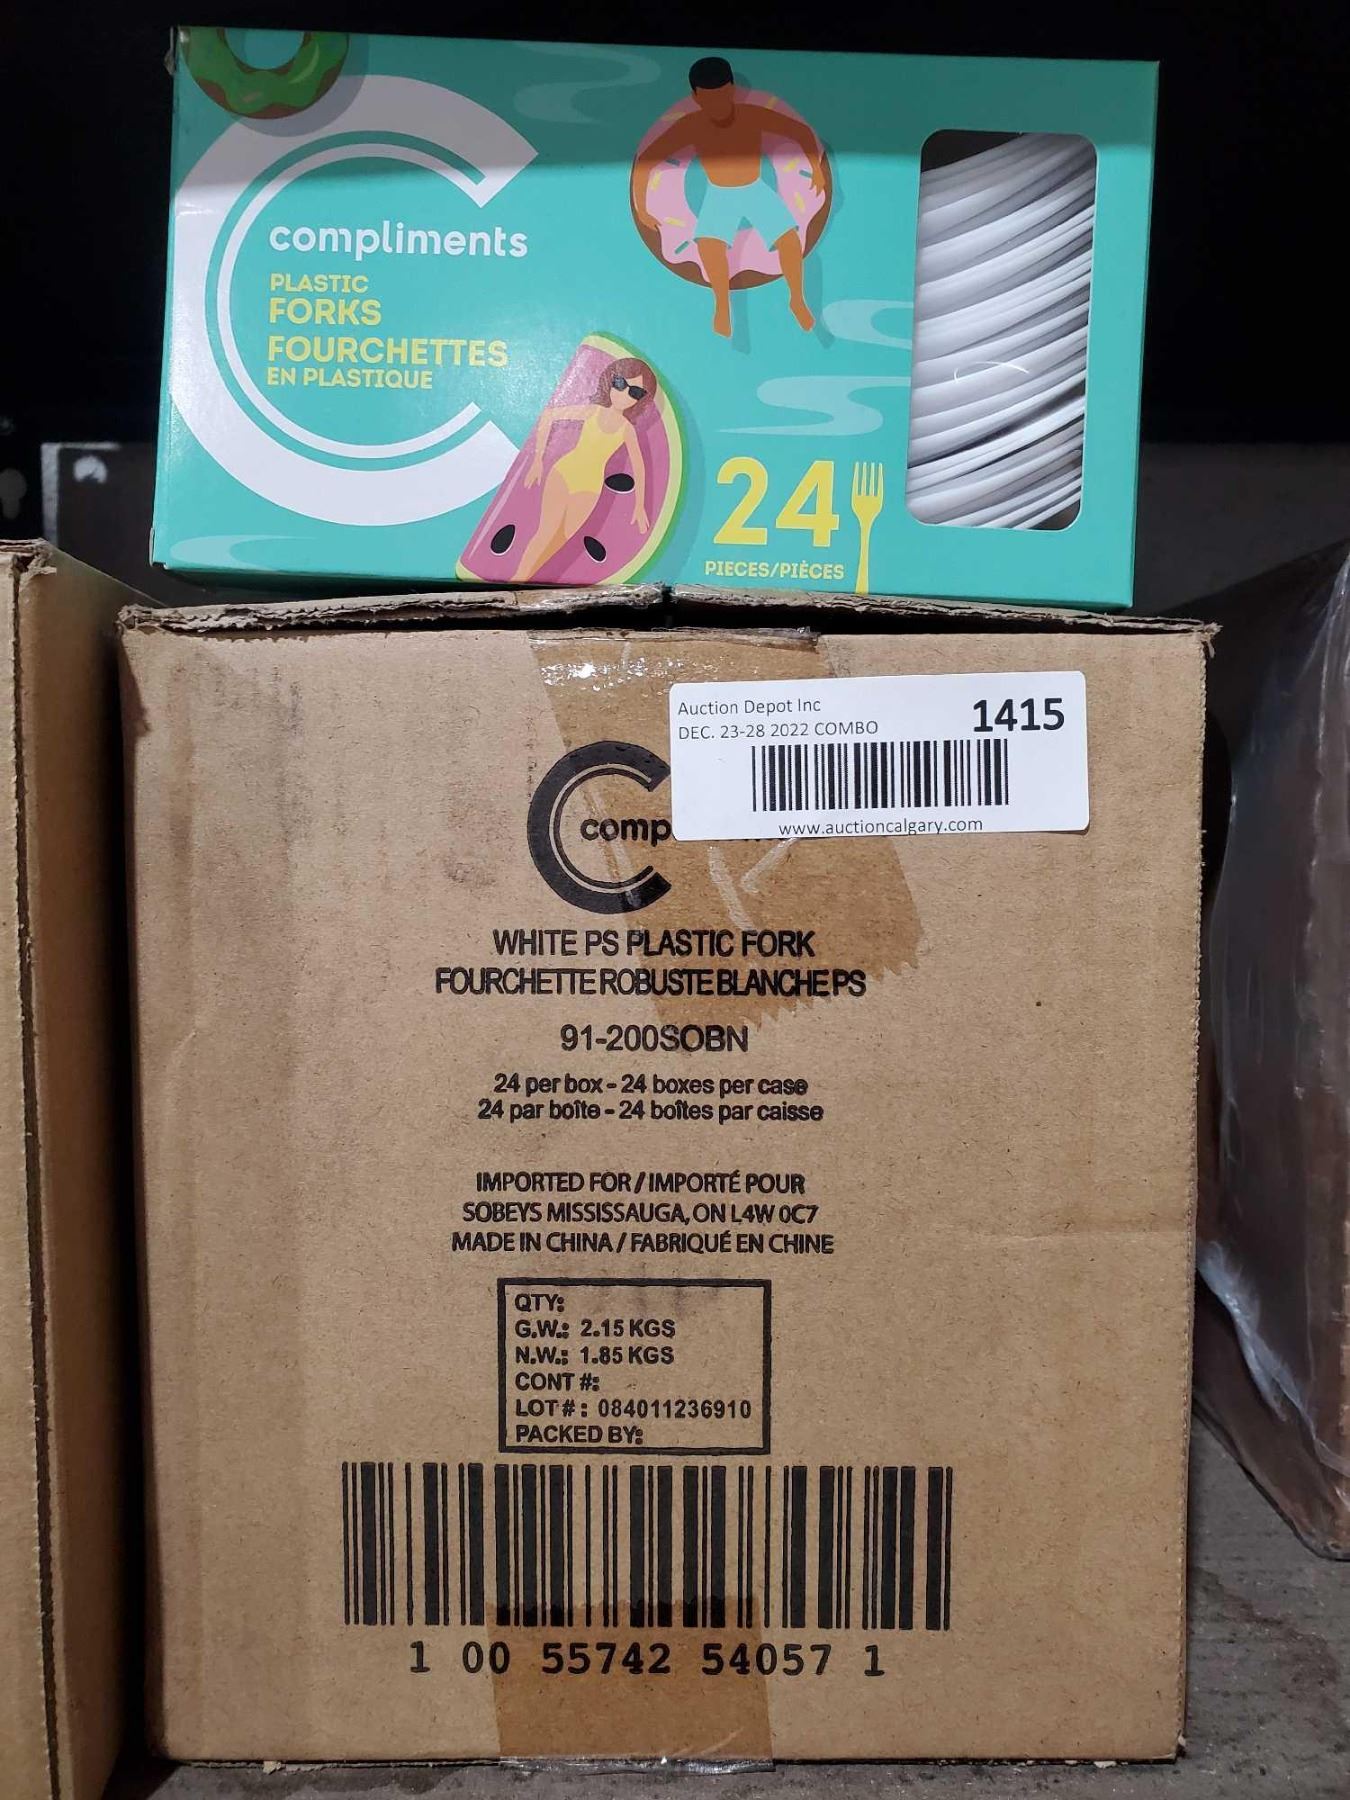 compliments
PLASTIC
FORKS
FOURCHETTES
EN PLASTIQUE
24
PIECES/PIÈCES
Auction Depot Inc
1415
DEC. 23-28 2022 COMBO
www.auctioncalgary.com
comp
WHITE PS PLASTIC FORK
FOURCHETTE ROBUSTE BLANCHE PS
91-200SOBN
24 per box - 24 boxes per case
24 par boîte - 24 boîtes par caisse
IMPORTED FOR / IMPORTÉ POUR
SOBEYS MISSISSAUGA, ON L4W 0C7
MADE IN CHINA / FABRIQUÉ EN CHINE
QTY:
G.W.: 2.15 KGS
N.W.: 1.85 KGS
CONT #:
LOT # : 084011236910
PACKED BY:
1 00 55742 54057 1